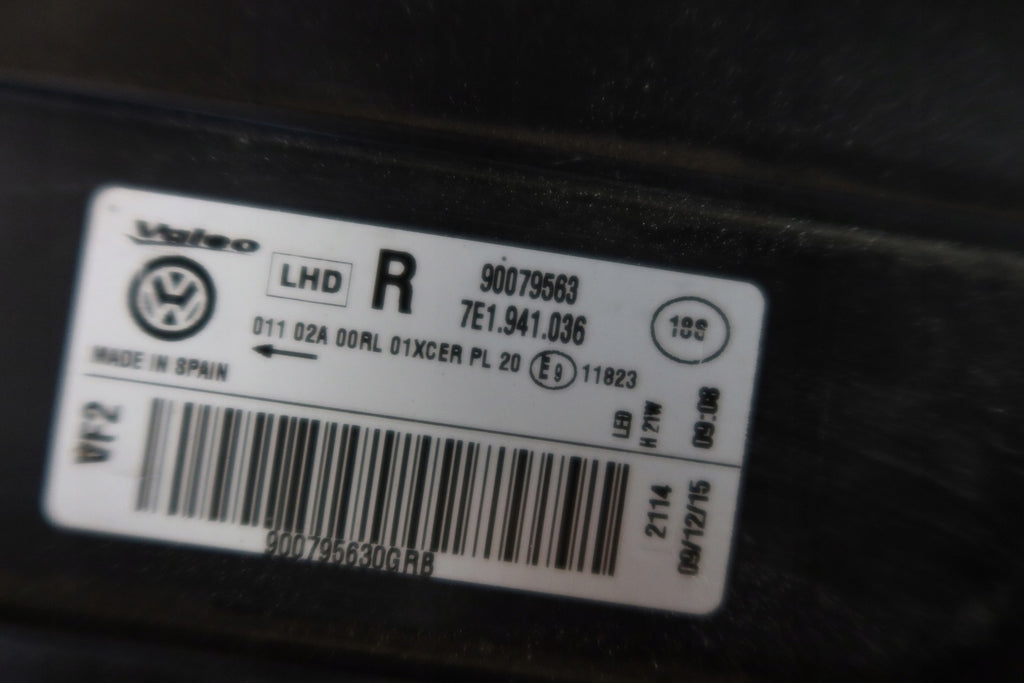 Valeo
LHD R 90079563
7E1.941.036
011 02A 00RL 01XCER PL 20 E9 11823
MADE IN SPAIN
LED
H 21W
09:08
VF2
2114
09/12/15
900795630GRB